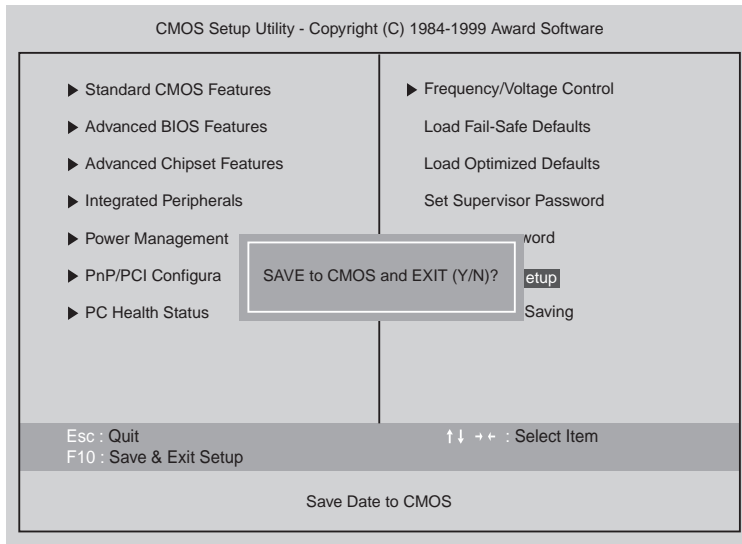 CMOS Setup Utility - Copyright (C) 1984-1999 Award Software
▶ Standard CMOS Features
▶ Advanced BIOS Features
▶ Advanced Chipset Features
▶ Integrated Peripherals
▶ Power Management
▶ PnP/PCI Configura
▶ PC Health Status
▶ Frequency/Voltage Control
Load Fail-Safe Defaults
Load Optimized Defaults
Set Supervisor Password
word
etup
Saving
SAVE to CMOS and EXIT (Y/N)?
Esc : Quit
F10 : Save & Exit Setup
↑↓ →← : Select Item
Save Date to CMOS